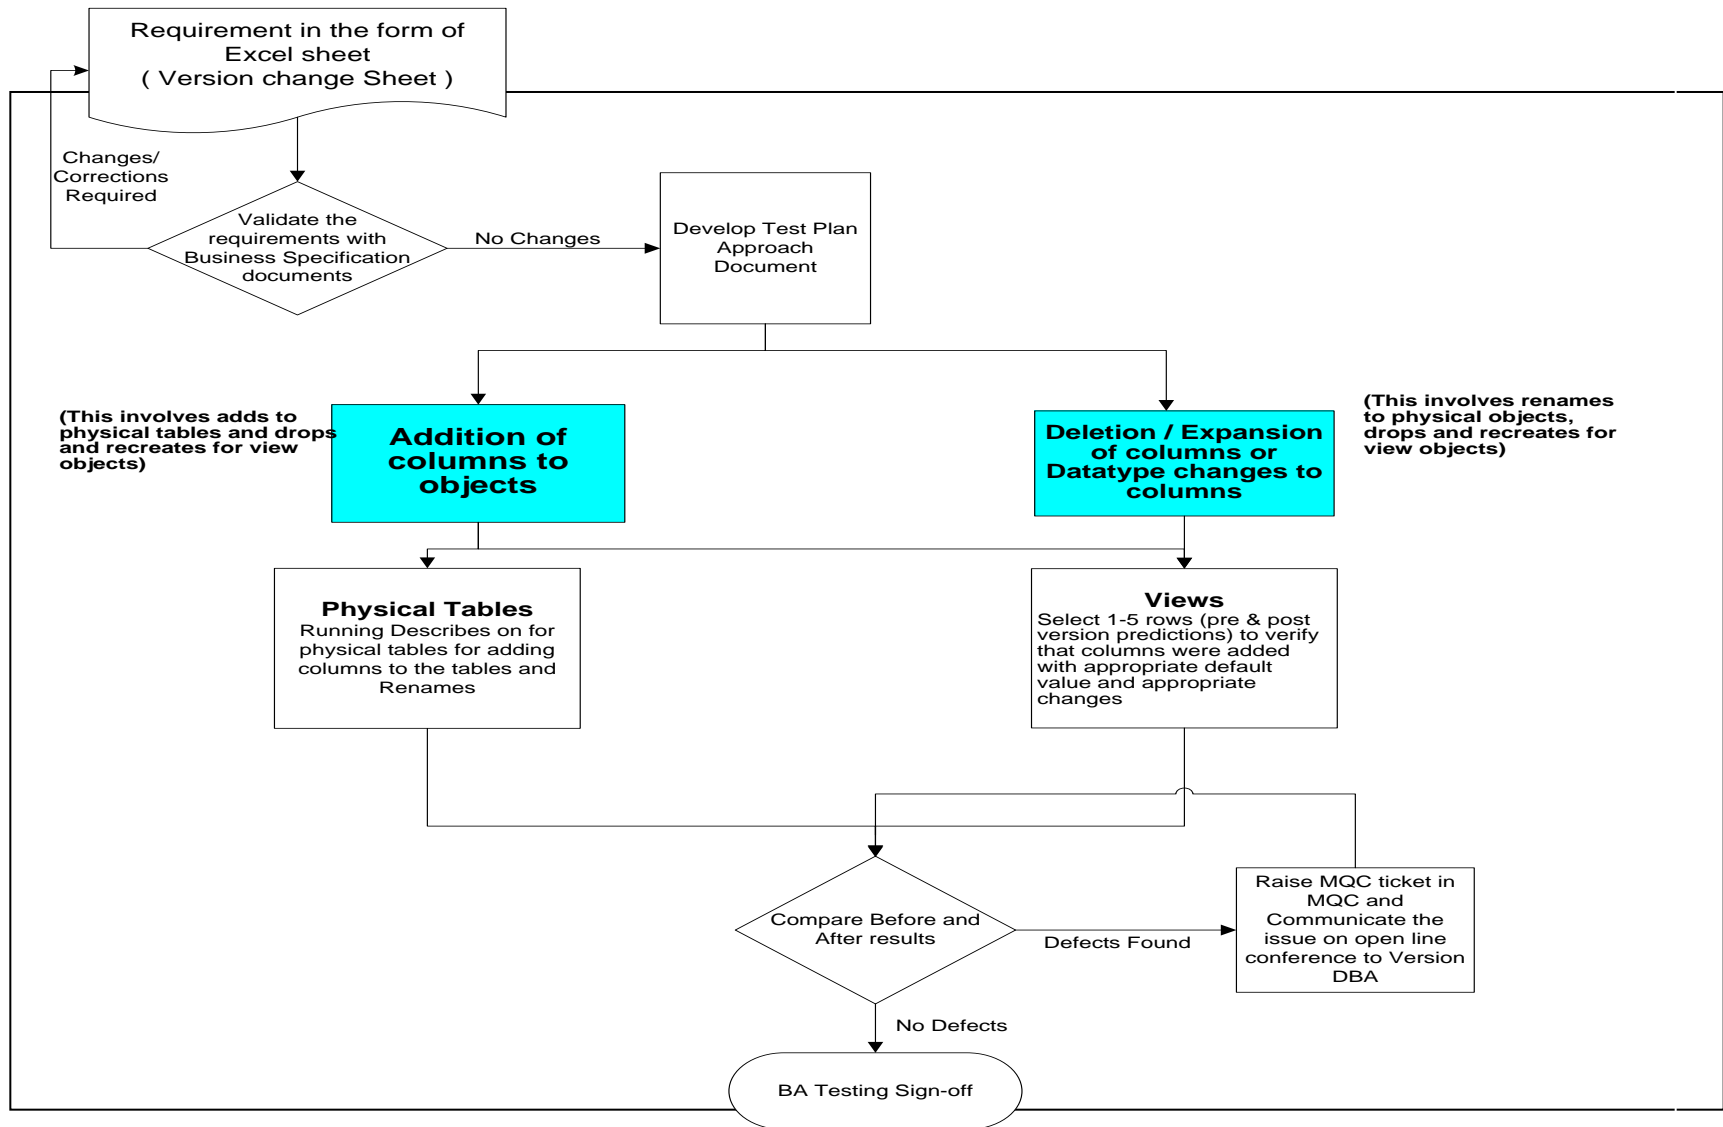 Requirement in the form of
Excel sheet
( Version change Sheet )
Changes/
Corrections
Required
Validate the
requirements with
Business Specification
documents
No Changes
Develop Test Plan
Approach
Document
(This involves adds to
physical tables and drops
and recreates for view
objects)
Addition of
columns to
objects
Deletion / Expansion
of columns or
Datatype changes to
columns
(This involves renames
to physical objects,
drops and recreates for
view objects)
Physical Tables
Running Describes on for
physical tables for adding
columns to the tables and
Renames
Views
Select 1-5 rows (pre & post
version predictions) to verify
that columns were added
with appropriate default
value and appropriate
changes
Compare Before and
After results
Defects Found
Raise MQC ticket in
MQC and
Communicate the
issue on open line
conference to Version
DBA
No Defects
BA Testing Sign-off